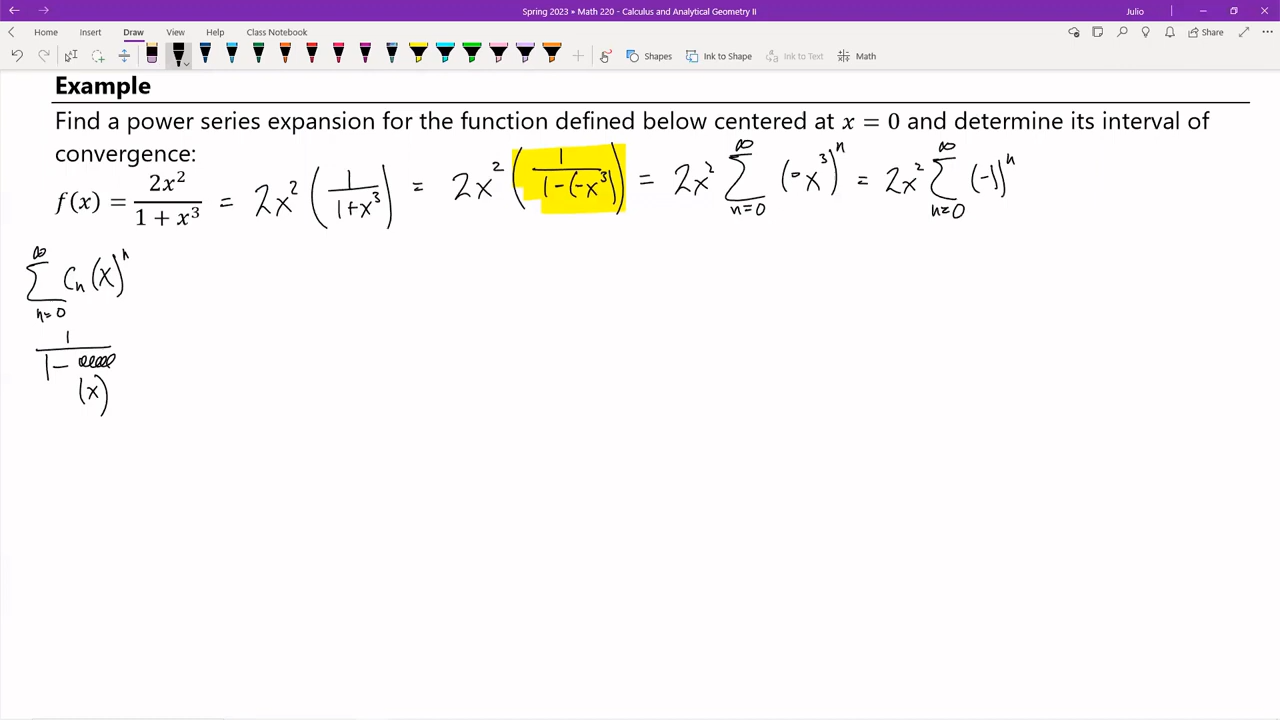 Spring 2023 » Math 220 - Calculus and Analytical Geometry II
Julio
Home Insert Draw View Help Class Notebook
Share
Shapes Ink to Shape Ink to Text Math
Example
Find a power series expansion for the function defined below centered at x = 0 and determine its interval of
convergence:
f(x) = 2x²/(1 + x³) = 2x² (1/(1+x³)) = 2x² (1/(1-(-x³))) = 2x² ∑_{n=0}^{∞} (-x³)ⁿ = 2x² ∑_{n=0}^{∞} (-1)ⁿ
∑_{n=0}^{∞} Cₙ(x)ⁿ
1
1 -
(x)